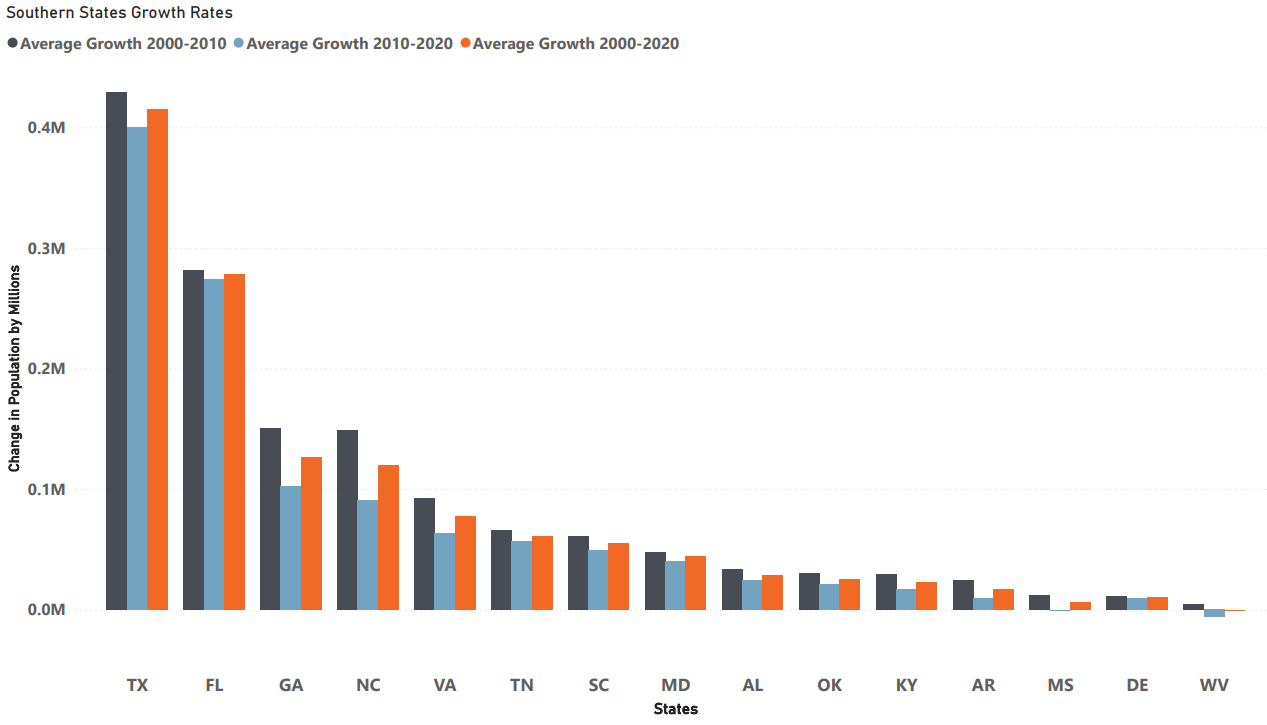 Southern States Growth Rates
Average Growth 2000-2010 Average Growth 2010-2020 Average Growth 2000-2020
0.4M
0.3M
0.2M
0.1M
0.0M
Change in Population by Millions
TX FL GA NC VA TN SC MD AL OK KY AR MS DE WV
States